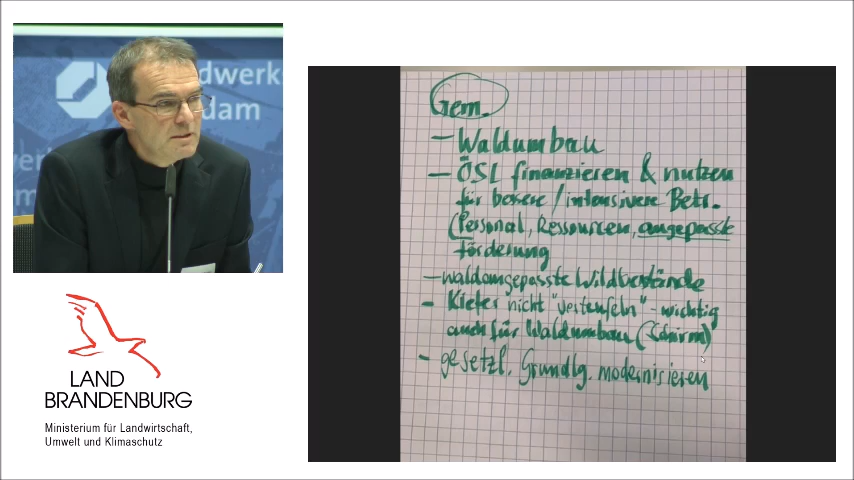 ndwerks
dam
LAND
BRANDENBURG
Ministerium für Landwirtschaft,
Umwelt und Klimaschutz
Gem.
– Waldumbau
– ÖSL finanzieren & nutzen
für bessere / intensivere Betr.
(Personal, Ressourcen, angepasste
förderung
– waldangepasste Wildbestände
– Kiefer nicht "verteufeln" - wichtig
auch für Waldumbau (Schirm)
– gesetzl. Grundlg. modernisieren